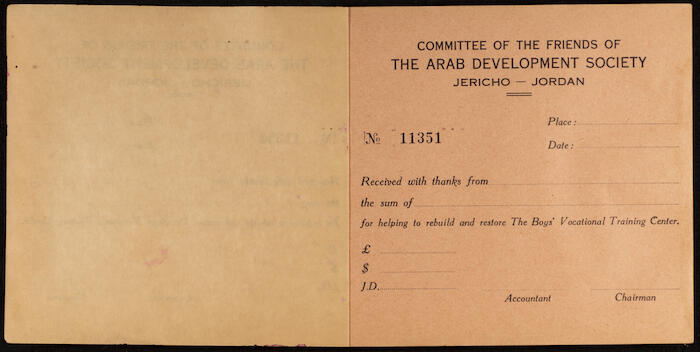 COMMITTEE OF THE FRIENDS OF
THE ARAB DEVELOPMENT SOCIETY
JERICHO — JORDAN
Place:
№ 11351
Date:
Received with thanks from
the sum of
for helping to rebuild and restore The Boys' Vocational Training Center.
£
$
J.D.
Accountant Chairman